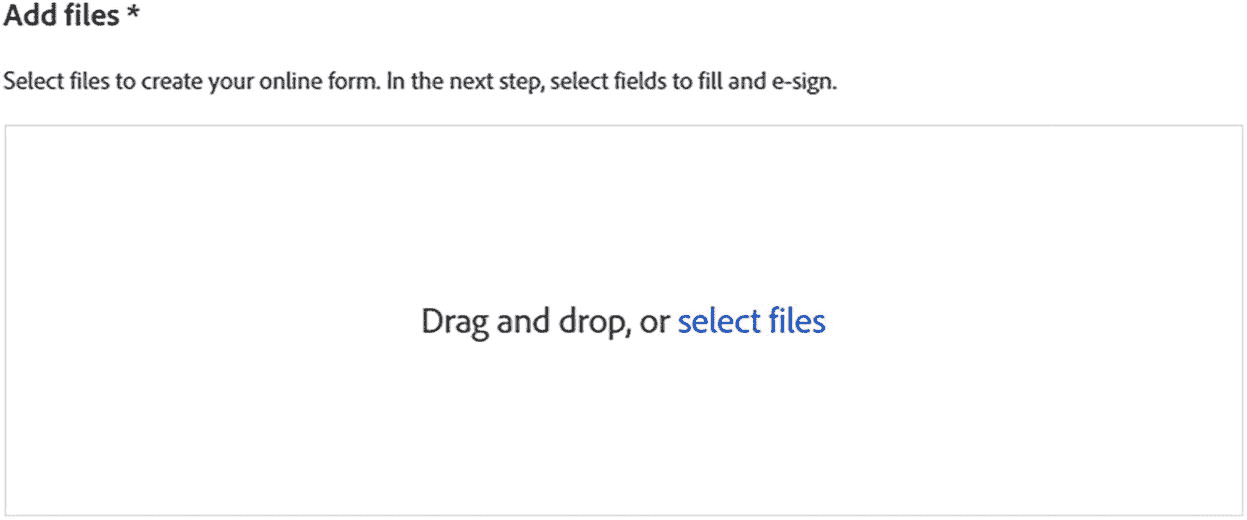 Add files *
Select files to create your online form. In the next step, select fields to fill and e-sign.
Drag and drop, or select files